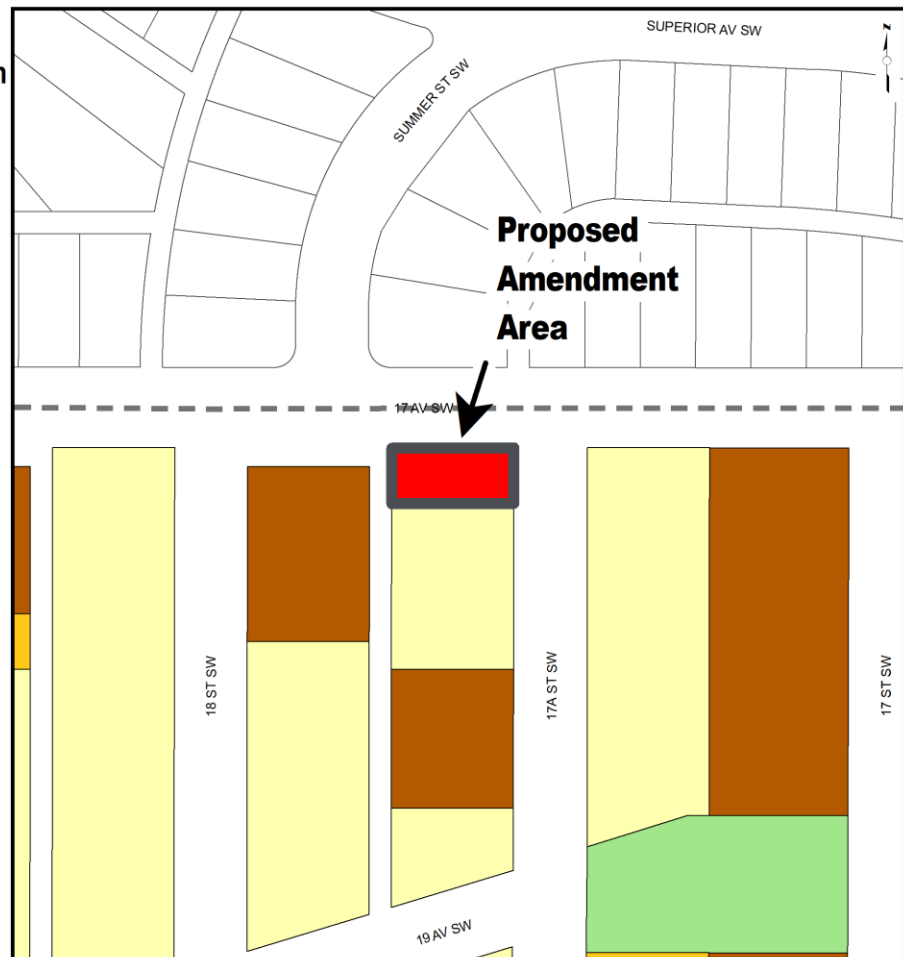 SUPERIOR AV SW
n
SUMMER ST SW
Proposed
Amendment
Area
17 AV SW
18 ST SW
17A ST SW
17 ST SW
19 AV SW